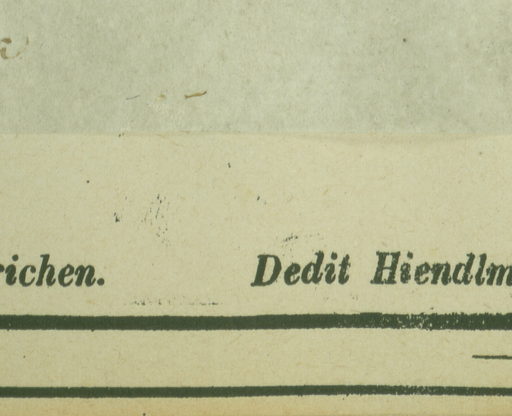 richen. Dedit Hiendlm